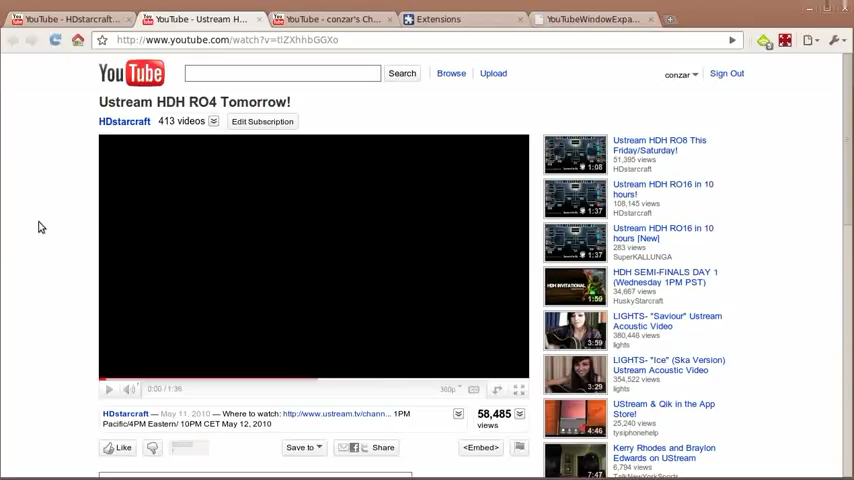 YouTube - HDstarcraft...
YouTube - Ustream H...
YouTube - conzar's Ch...
Extensions
YouTubeWindowExpa...
http://www.youtube.com/watch?v=tIZXhhbGGXo
YouTube
Search
Browse
Upload
conzar
Sign Out
Ustream HDH RO4 Tomorrow!
HDstarcraft 413 videos
Edit Subscription
0:00 / 1:36
360p
HDstarcraft — May 11, 2010 — Where to watch: http://www.ustream.tv/chann... 1PM
Pacific/4PM Eastern/ 10PM CET May 12, 2010
58,485
views
Like
Save to
Share
<Embed>
1:08
Ustream HDH RO8 This
Friday/Saturday!
51,395 views
HDstarcraft
1:37
Ustream HDH RO16 in 10
hours!
108,145 views
HDstarcraft
1:37
Ustream HDH RO16 in 10
hours [New]
283 views
SuperKALLUNGA
HDH INVITATIONAL
1:59
HDH SEMI-FINALS DAY 1
(Wednesday 1PM PST)
34,667 views
HuskyStarcraft
3:59
LIGHTS- "Saviour" Ustream
Acoustic Video
380,446 views
lights
3:29
LIGHTS- "Ice" (Ska Version)
Ustream Acoustic Video
354,522 views
lights
4:46
UStream & Qik in the App
Store!
25,240 views
tysiphonehelp
7:47
Kerry Rhodes and Braylon
Edwards on UStream
6,794 views
TalkNewYorkSports